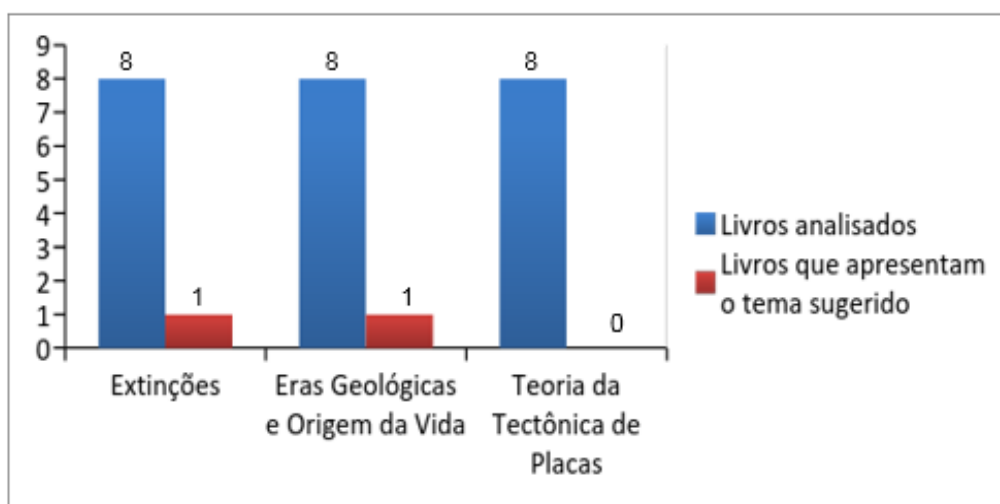 9
8
7
6
5
4
3
2
1
0
8
1
8
1
8
0
Extinções
Eras Geológicas
e Origem da Vida
Teoria da
Tectônica de
Placas
Livros analisados
Livros que apresentam
o tema sugerido